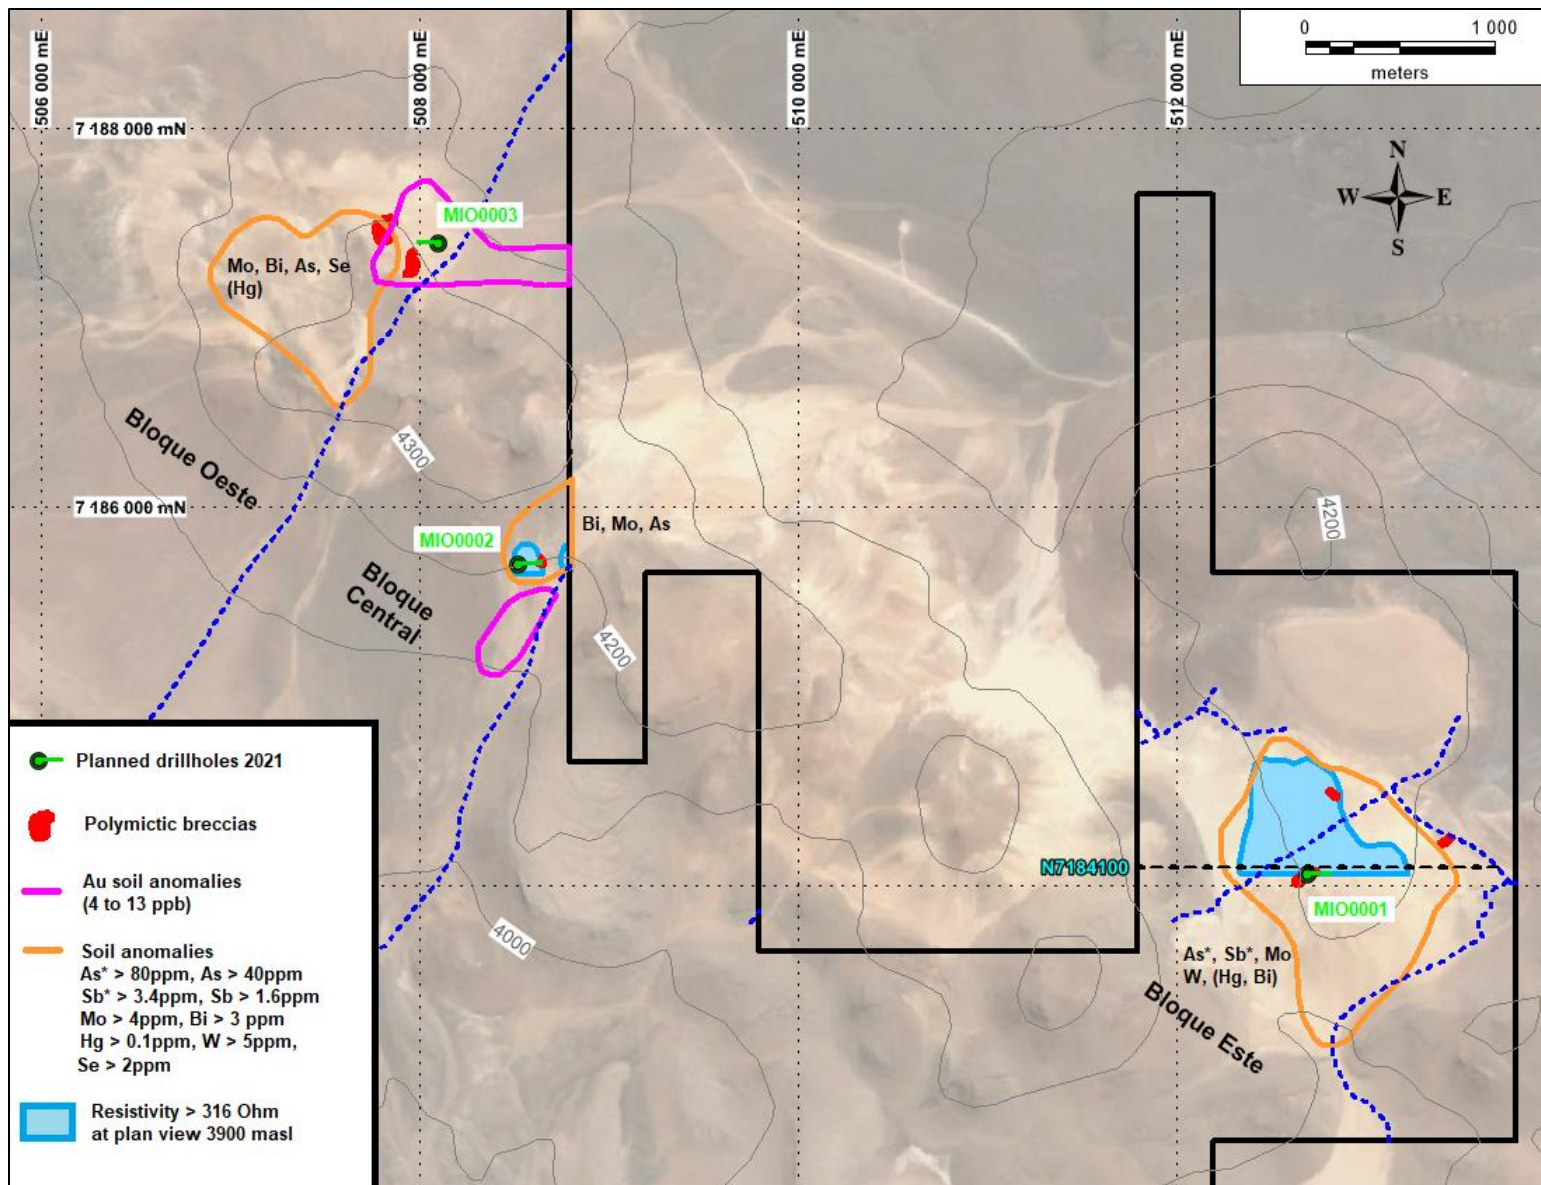 506 000 mE
508 000 mE
510 000 mE
512 000 mE
0 1 000
meters
7 188 000 mN
N
W E
S
MIO0003
Mo, Bi, As, Se
(Hg)
Bloque Oeste
4300
7 186 000 mN
MIO0002
Bi, Mo, As
4200
Bloque
Central
4200
N7184100
MIO0001
4000
As*, Sb*, Mo
W, (Hg, Bi)
Bloque Este
Planned drillholes 2021
Polymictic breccias
Au soil anomalies
(4 to 13 ppb)
Soil anomalies
As* > 80ppm, As > 40ppm
Sb* > 3.4ppm, Sb > 1.6ppm
Mo > 4ppm, Bi > 3 ppm
Hg > 0.1ppm, W > 5ppm,
Se > 2ppm
Resistivity > 316 Ohm
at plan view 3900 masl